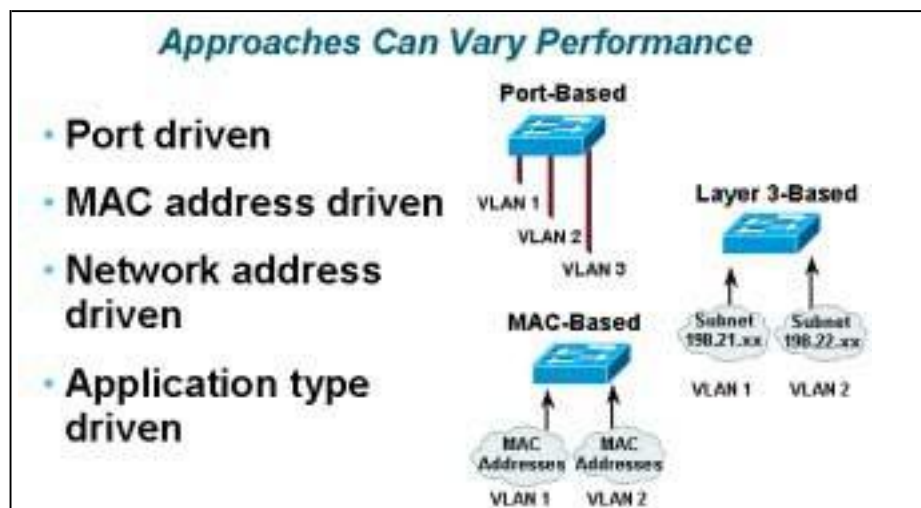 Approaches Can Vary Performance
• Port driven
• MAC address driven
• Network address
driven
• Application type
driven
Port-Based
VLAN 1
VLAN 2
VLAN 3
Layer 3-Based
Subnet
198.21.xx
Subnet
198.22.xx
VLAN 1
VLAN 2
MAC-Based
MAC
Addresses
MAC
Addresses
VLAN 1
VLAN 2